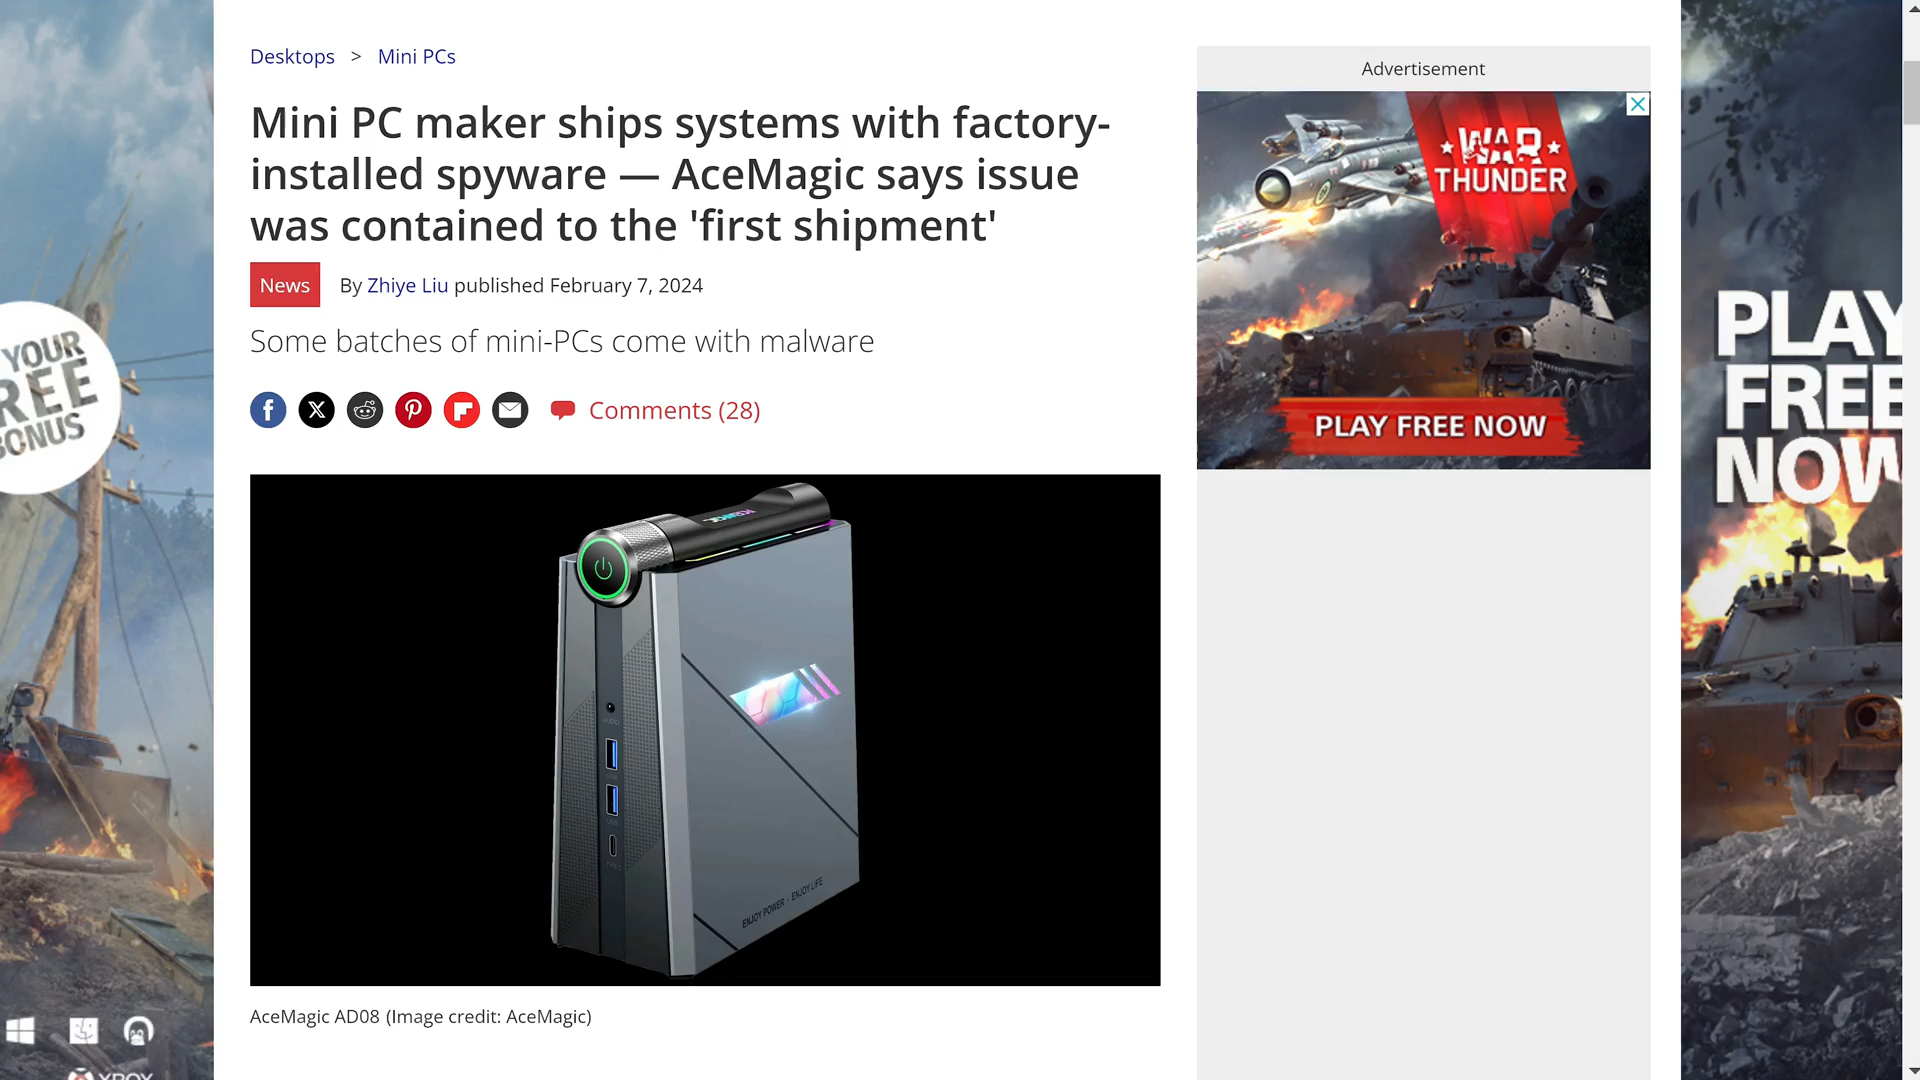 Desktops > Mini PCs
Mini PC maker ships systems with factory-
installed spyware — AceMagic says issue
was contained to the 'first shipment'
News
By Zhiye Liu published February 7, 2024
Some batches of mini-PCs come with malware
Comments (28)
AUDIO
ENJOY POWER · ENJOY LIFE
AceMagic AD08 (Image credit: AceMagic)
Advertisement
WAR
THUNDER
PLAY FREE NOW
YOUR
REE
BONUS
XBOX
PLAY
FREE
NOW